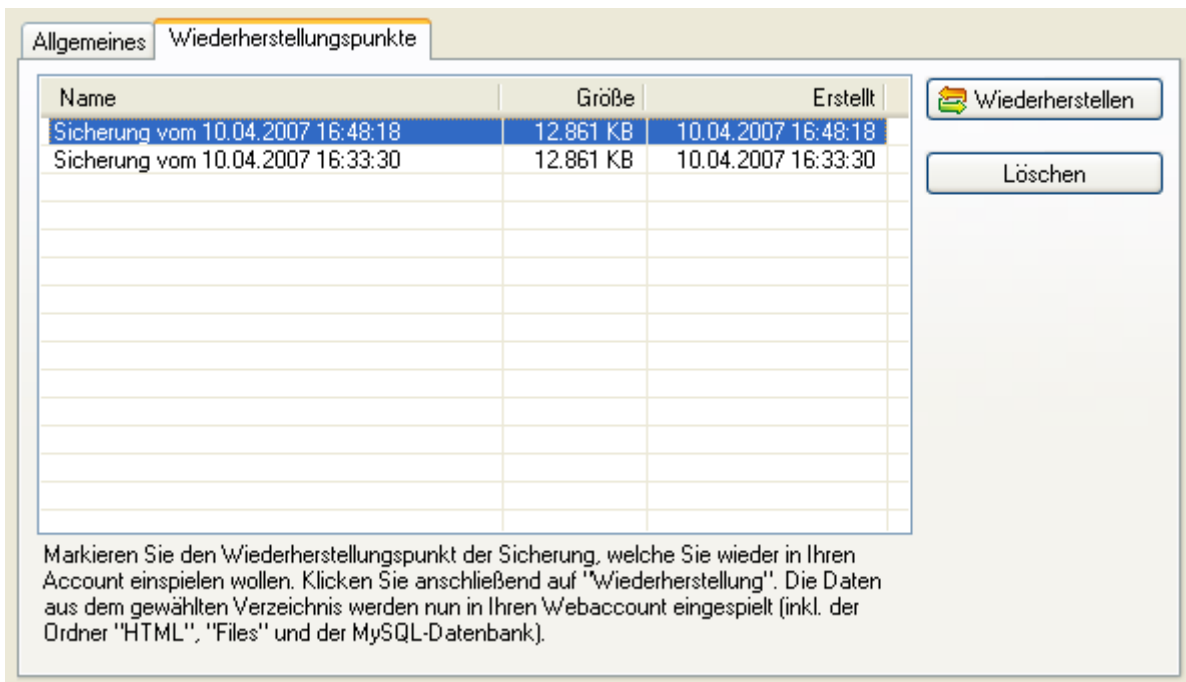 Allgemeines Wiederherstellungspunkte
Name Größe Erstellt
Sicherung vom 10.04.2007 16:48:18 12.861 KB 10.04.2007 16:48:18
Sicherung vom 10.04.2007 16:33:30 12.861 KB 10.04.2007 16:33:30
Wiederherstellen
Löschen
Markieren Sie den Wiederherstellungspunkt der Sicherung, welche Sie wieder in Ihren
Account einspielen wollen. Klicken Sie anschließend auf "Wiederherstellung". Die Daten
aus dem gewählten Verzeichnis werden nun in Ihren Webaccount eingespielt (inkl. der
Ordner "HTML", "Files" und der MySQL-Datenbank).